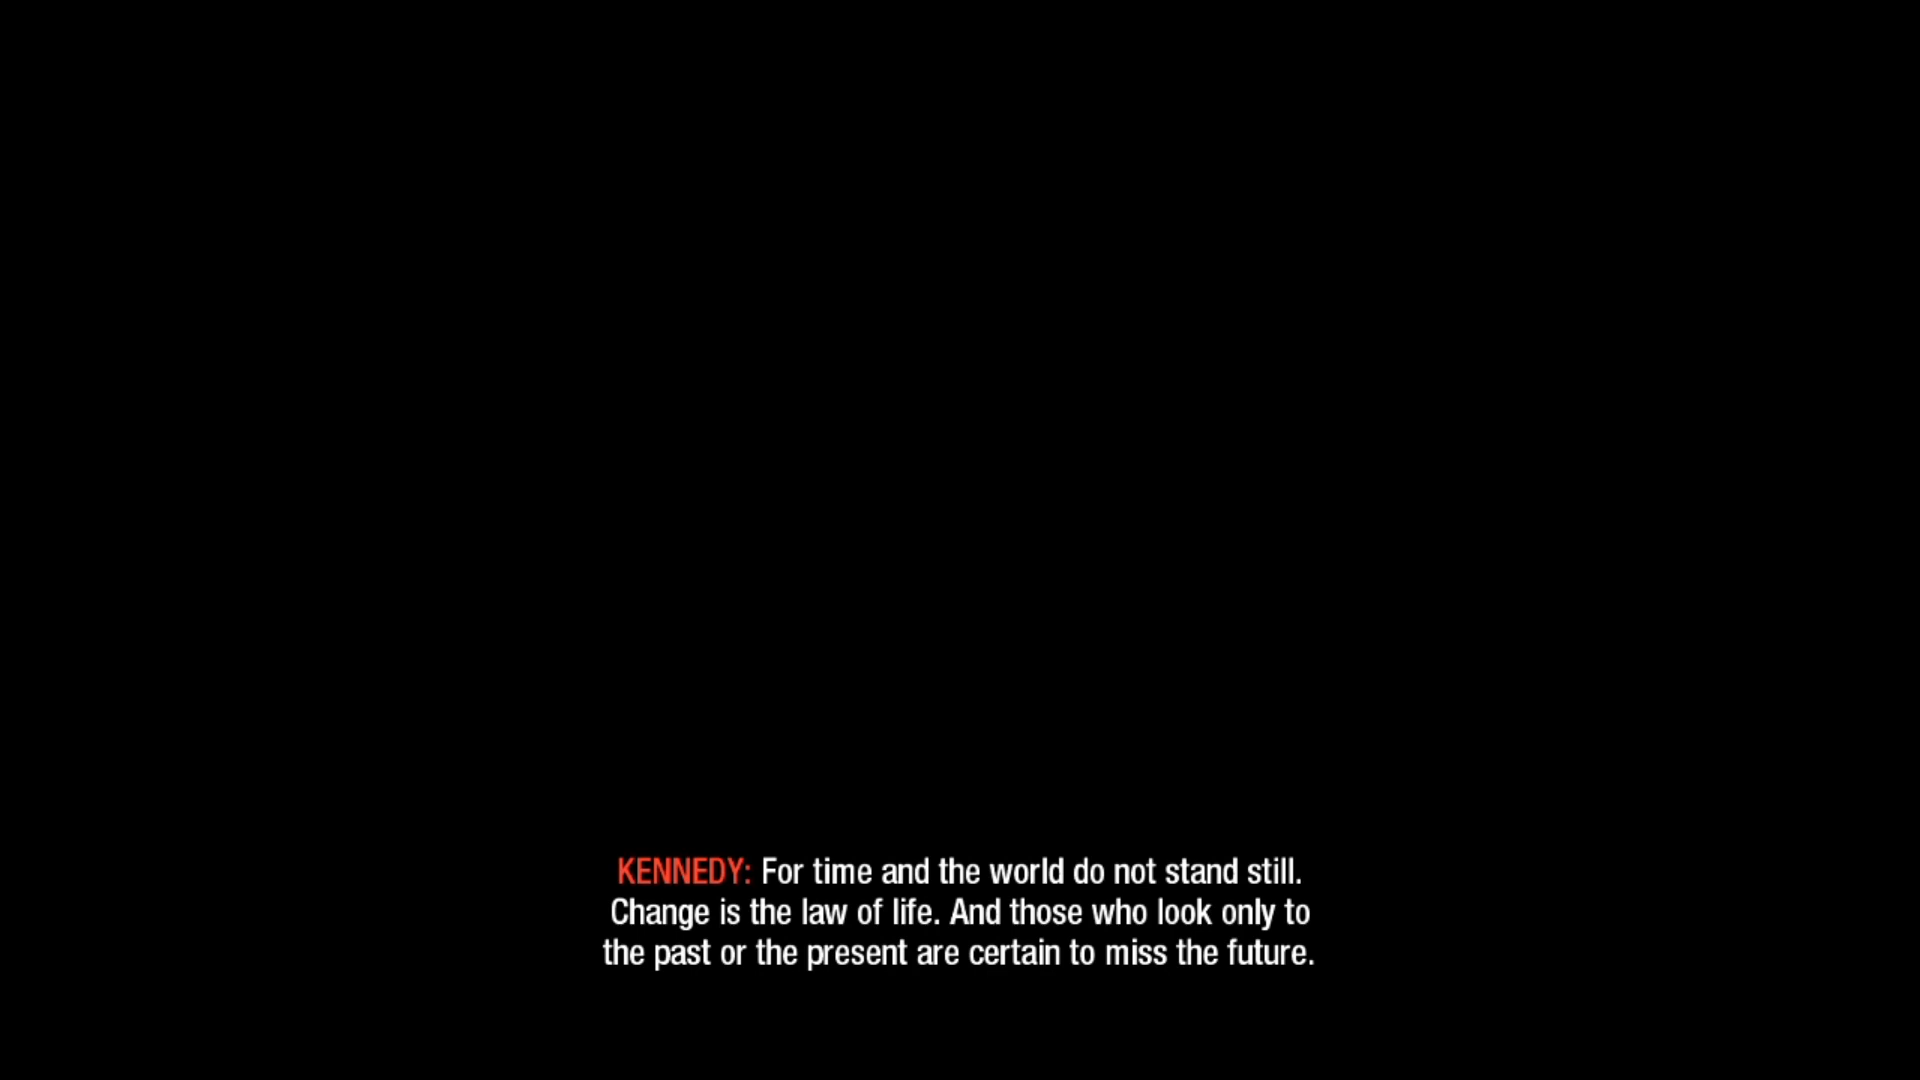 KENNEDY: For time and the world do not stand still.
Change is the law of life. And those who look only to
the past or the present are certain to miss the future.